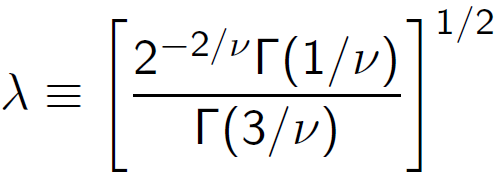 λ ≡ [ 2^{-2/ν} Γ(1/ν) / Γ(3/ν) ]^{1/2}